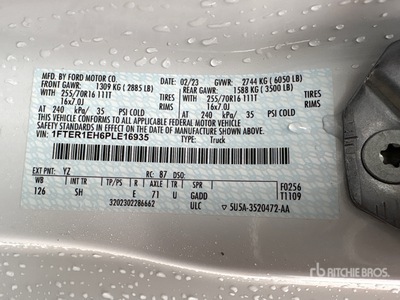 MFD. BY FORD MOTOR CO.
DATE: 02/23 GVWR: 2744 KG (6050 LB)
FRONT GAWR: 1309 KG (2885 LB) REAR GAWR: 1588 KG (3500 LB)
255/70R16 111T TIRES 255/70R16 111T TIRES
16x7.0J RIMS 16x7.0J RIMS
AT 240 kPa/ 35 PSI COLD AT 240 kPa/ 35 PSI COLD
THIS VEHICLE CONFORMS TO ALL APPLICABLE FEDERAL MOTOR VEHICLE
SAFETY STANDARDS IN EFFECT ON THE DATE OF MANUFACTURE SHOWN ABOVE.
VIN: 1FTER1EH6PLE16935 TYPE: Truck
EXT PNT: YZ RC: 87 DSO:
WB INT TR TP/PS R AXLE TR SPR F0256
126 SH E 71 U GADD T1109
3202302286662 ULC ▽5U5A-3520472-AA
rb RITCHIE BROS